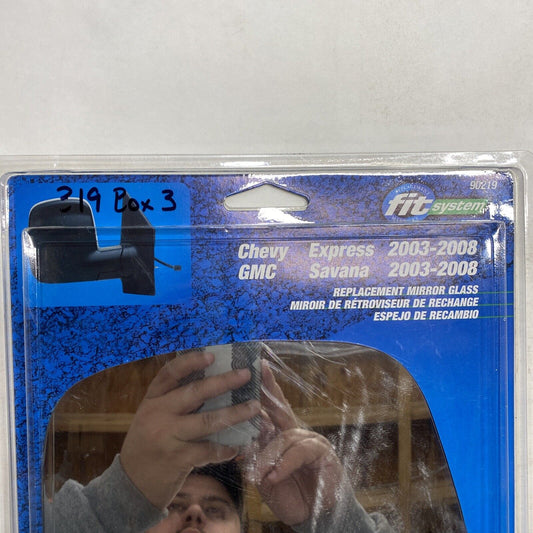 90219
319 Box 3
fit system
Chevy Express 2003-2008
GMC Savana 2003-2008
REPLACEMENT MIRROR GLASS
MIROIR DE RÉTROVISEUR DE RECHANGE
ESPEJO DE RECAMBIO